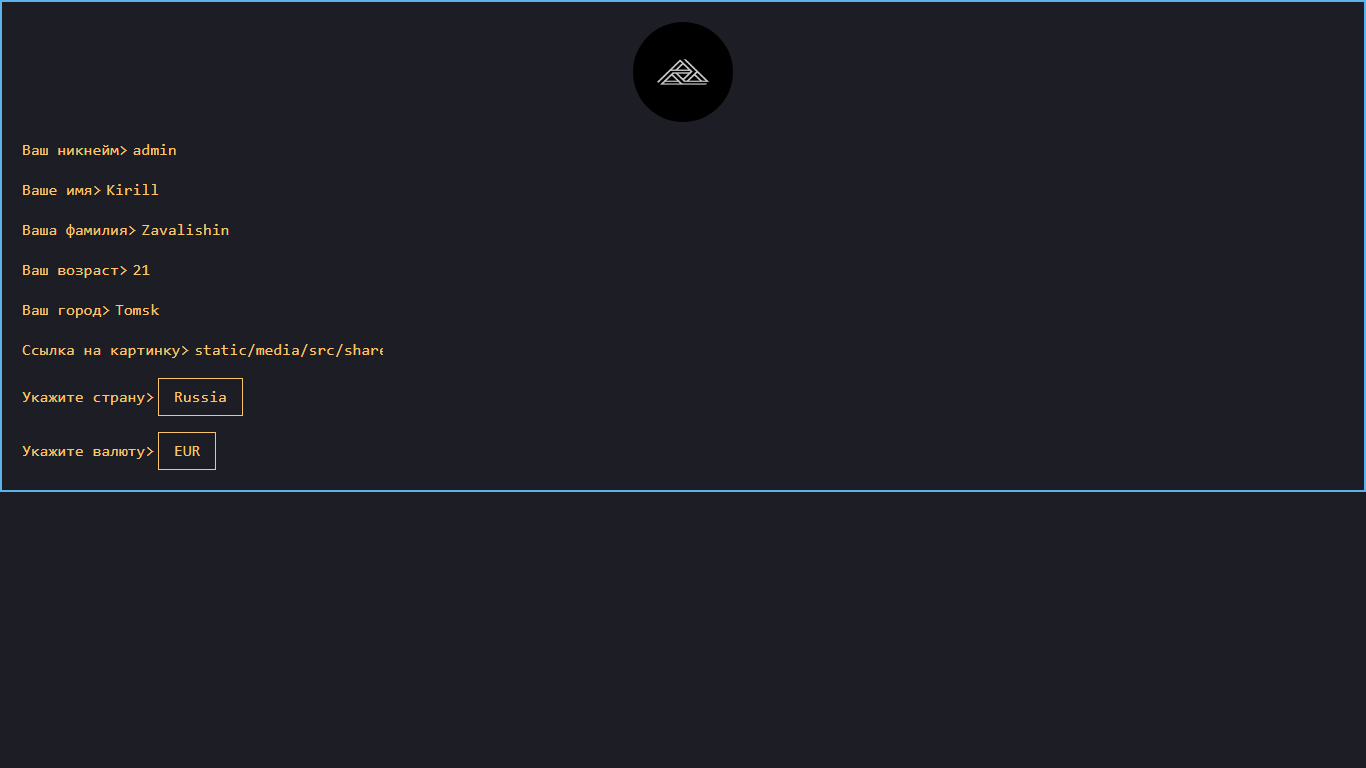 Ваш никнейм> admin
Ваше имя> Kirill
Ваша фамилия> Zavalishin
Ваш возраст> 21
Ваш город> Tomsk
Ссылка на картинку> static/media/src/share
Укажите страну> Russia
Укажите валюту> EUR